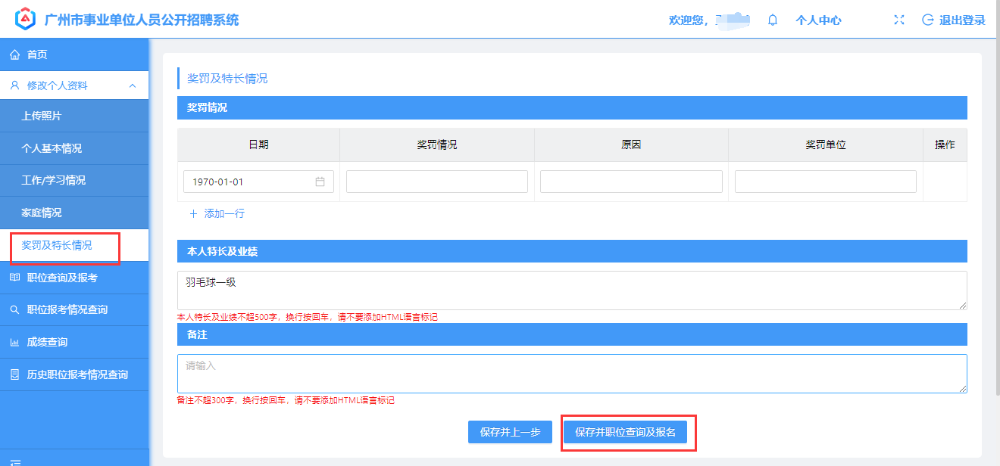 广州市事业单位人员公开招聘系统
欢迎您，
个人中心
退出登录
首页
修改个人资料
上传照片
个人基本情况
工作/学习情况
家庭情况
奖罚及特长情况
职位查询及报考
职位报考情况查询
成绩查询
历史职位报考情况查询
奖罚及特长情况
奖罚情况
日期 奖罚情况 原因 奖罚单位 操作
1970-01-01
添加一行
本人特长及业绩
羽毛球一级
本人特长及业绩不超500字，换行按回车，请不要添加HTML语言标记
备注
请输入
备注不超300字，换行按回车，请不要添加HTML语言标记
保存并上一步
保存并职位查询及报名